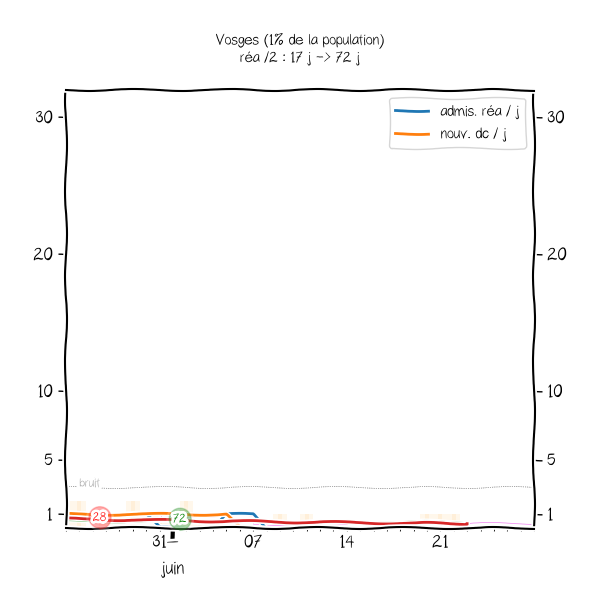 Vosges (1% de la population)
réa /2 : 17 j -> 72 j
admis. réa / j
nouv. dc / j
30 30
20 20
10 10
5 5
bruit
1 28 72 1
31 07 14 21
juin